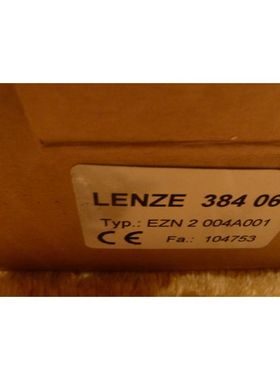 LENZE 384 06
Typ.: EZN 2 004A001
CE Fa.: 104753